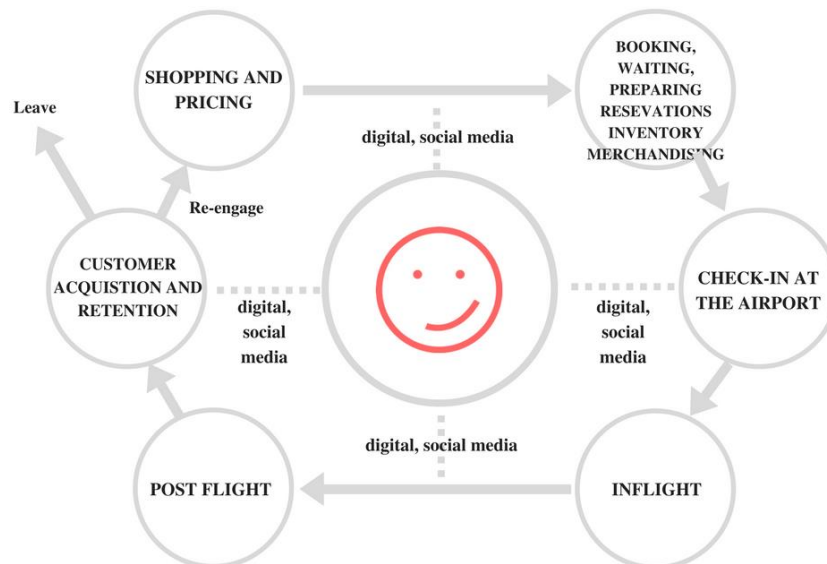 SHOPPING AND
PRICING
BOOKING,
WAITING,
PREPARING
RESEVATIONS
INVENTORY
MERCHANDISING
Leave
digital, social media
Re-engage
CUSTOMER
ACQUISTION AND
RETENTION
CHECK-IN AT
THE AIRPORT
digital,
social
media
digital,
social
media
digital, social media
POST FLIGHT
INFLIGHT